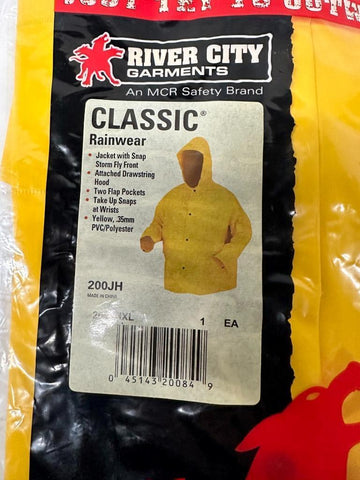 RIVER CITY
GARMENTS
An MCR Safety Brand
CLASSIC®
Rainwear
• Jacket with Snap
Storm Fly Front
• Attached Drawstring
Hood
• Two Flap Pockets
• Take Up Snaps
at Wrists
• Yellow, .35mm
PVC/Polyester
200JH
MADE IN CHINA
1 EA
0 45143 20084 9